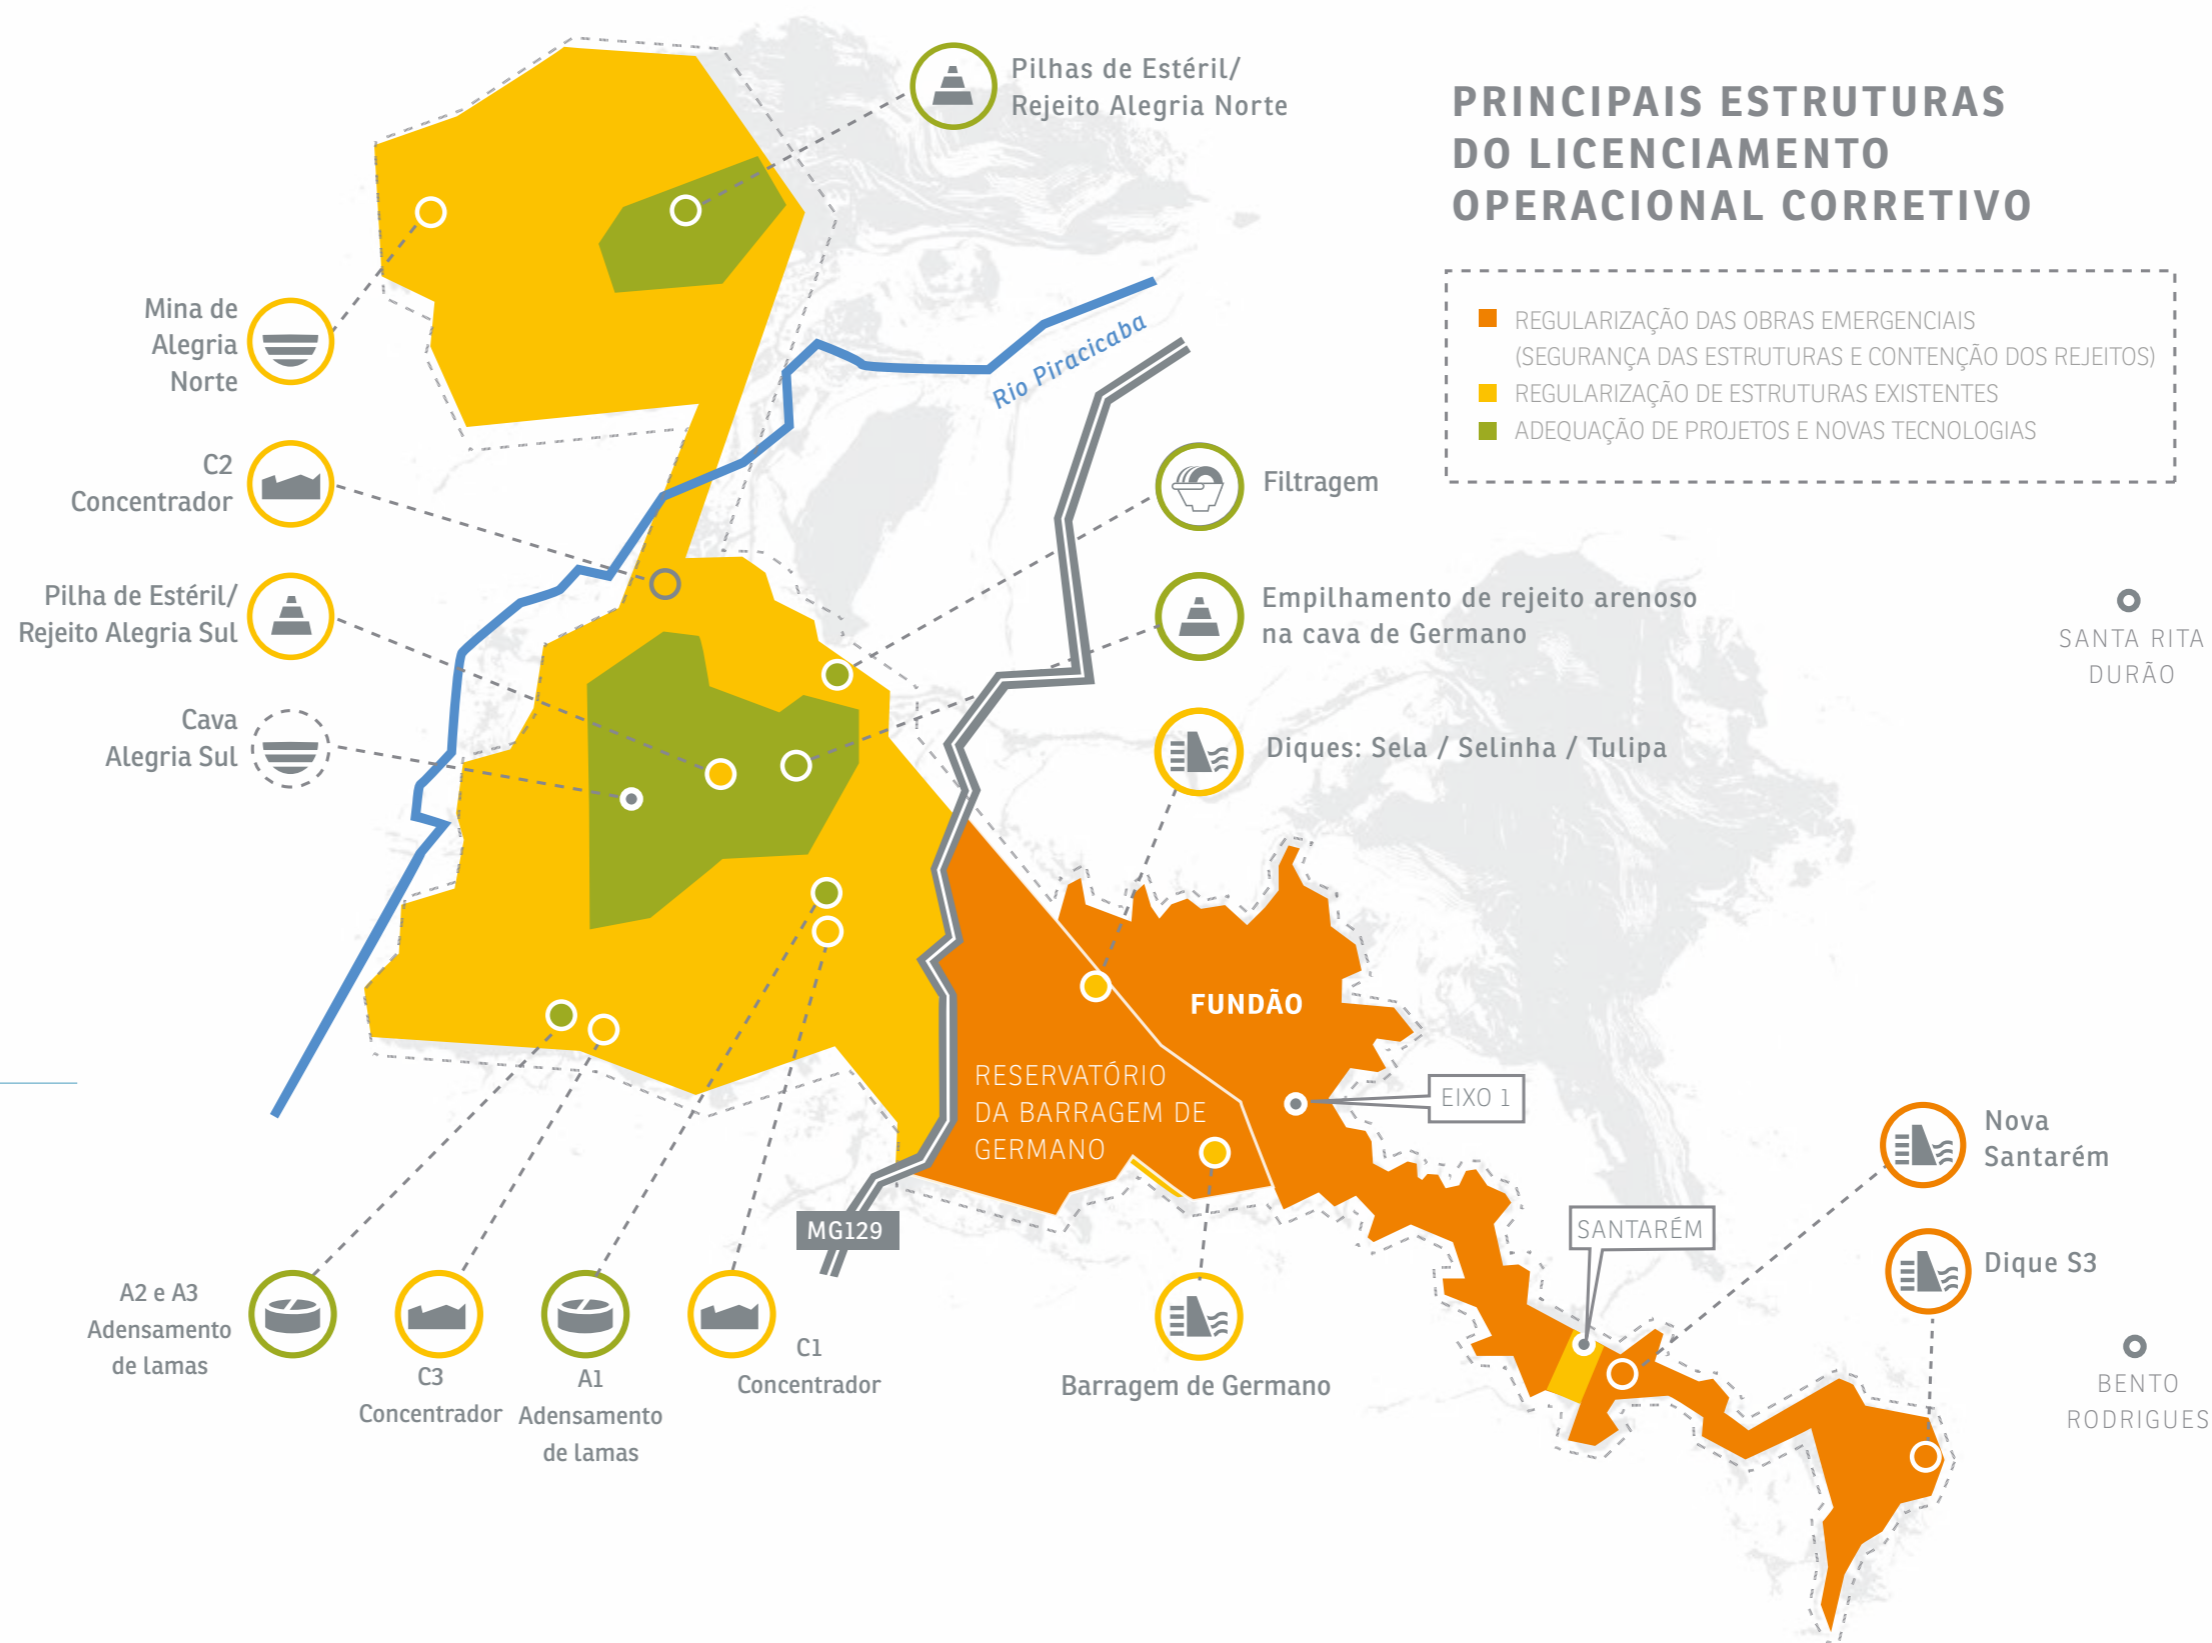 PRINCIPAIS ESTRUTURAS
DO LICENCIAMENTO
OPERACIONAL CORRETIVO
REGULARIZAÇÃO DAS OBRAS EMERGENCIAIS
(SEGURANÇA DAS ESTRUTURAS E CONTENÇÃO DOS REJEITOS)
REGULARIZAÇÃO DE ESTRUTURAS EXISTENTES
ADEQUAÇÃO DE PROJETOS E NOVAS TECNOLOGIAS
Pilhas de Estéril/
Rejeito Alegria Norte
Mina de
Alegria
Norte
Rio Piracicaba
C2
Concentrador
Filtragem
Pilha de Estéril/
Rejeito Alegria Sul
Empilhamento de rejeito arenoso
na cava de Germano
SANTA RITA
DURÃO
Cava
Alegria Sul
Diques: Sela / Selinha / Tulipa
FUNDÃO
RESERVATÓRIO
DA BARRAGEM DE
GERMANO
EIXO 1
Nova
Santarém
MG129
SANTARÉM
Dique S3
A2 e A3
Adensamento
de lamas
C3
Concentrador
A1
Adensamento
de lamas
C1
Concentrador
Barragem de Germano
BENTO
RODRIGUES